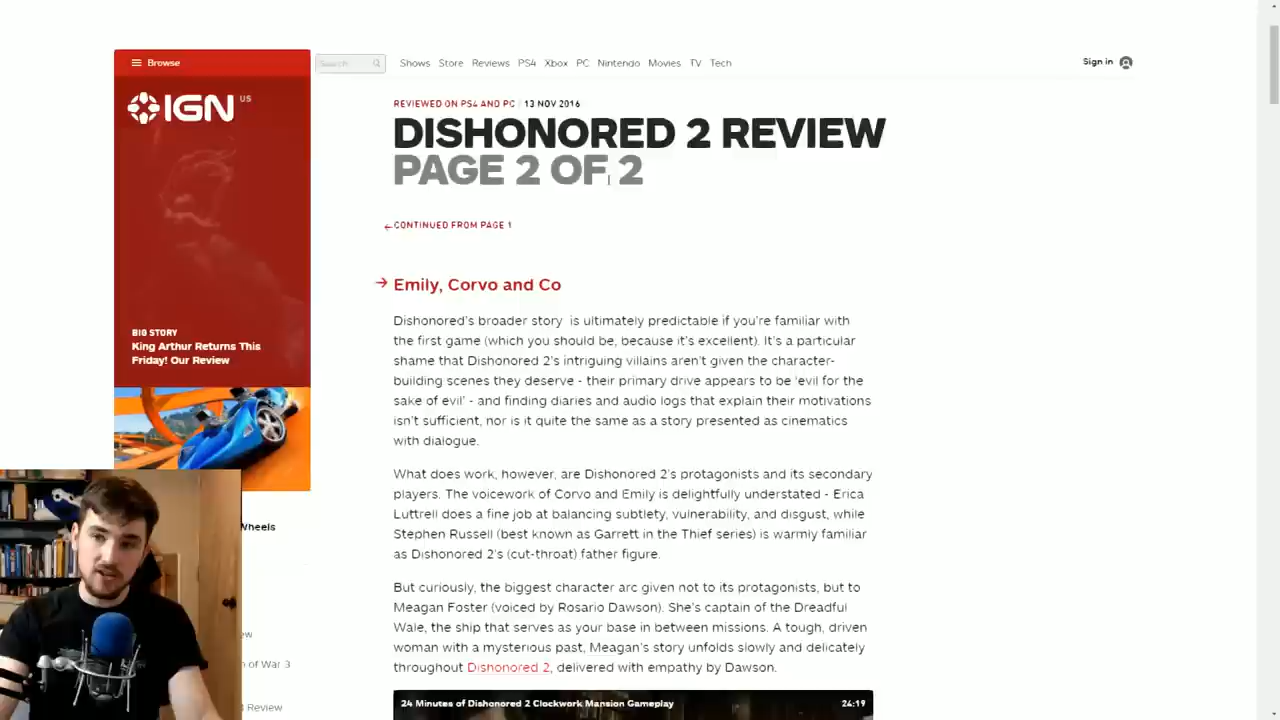 Browse
Search
Shows Store Reviews PS4 Xbox PC Nintendo Movies TV Tech
Sign in
IGN US
REVIEWED ON PS4 AND PC / 13 NOV 2016
DISHONORED 2 REVIEW
PAGE 2 OF 2
CONTINUED FROM PAGE 1
BIG STORY
King Arthur Returns This
Friday! Our Review
Emily, Corvo and Co
Dishonored's broader story is ultimately predictable if you're familiar with
the first game (which you should be, because it's excellent). It's a particular
shame that Dishonored 2's intriguing villains aren't given the character-
building scenes they deserve - their primary drive appears to be 'evil for the
sake of evil' - and finding diaries and audio logs that explain their motivations
isn't sufficient, nor is it quite the same as a story presented as cinematics
with dialogue.
What does work, however, are Dishonored 2's protagonists and its secondary
players. The voicework of Corvo and Emily is delightfully understated - Erica
Luttrell does a fine job at balancing subtlety, vulnerability, and disgust, while
Stephen Russell (best known as Garrett in the Thief series) is warmly familiar
as Dishonored 2's (cut-throat) father figure.
But curiously, the biggest character arc given not to its protagonists, but to
Meagan Foster (voiced by Rosario Dawson). She's captain of the Dreadful
Wale, the ship that serves as your base in between missions. A tough, driven
woman with a mysterious past, Meagan's story unfolds slowly and delicately
throughout Dishonored 2, delivered with empathy by Dawson.
24 Minutes of Dishonored 2 Clockwork Mansion Gameplay 24:19
Wheels
ew
n of War 3
Review